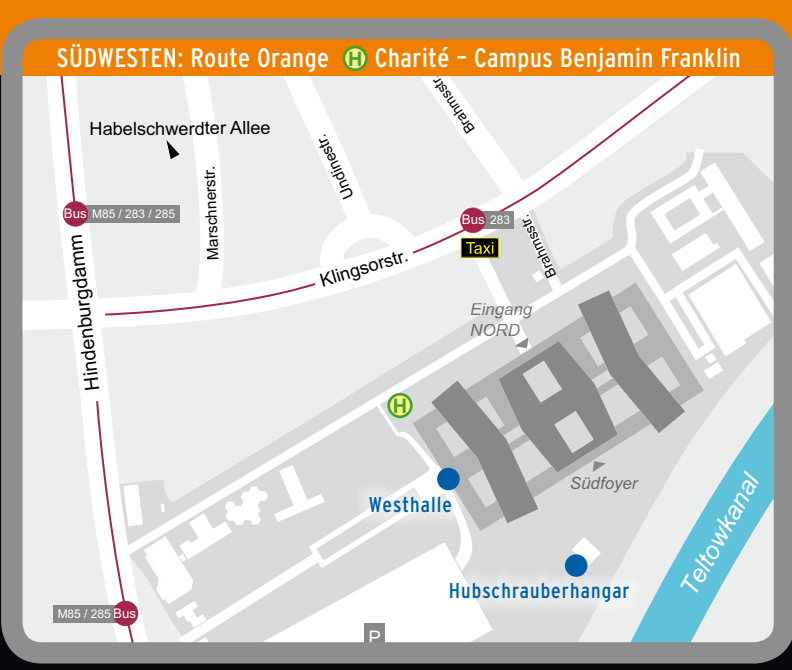 SÜDWESTEN: Route Orange H Charité – Campus Benjamin Franklin
Brahmsstr.
Habelschwerdter Allee
Undinestr.
Marschnerstr.
Bus M85 / 283 / 285
Bus 283
Taxi
Brahmsstr.
Klingsorstr.
Hindenburgdamm
Eingang
NORD
H
Südfoyer
Westhalle
Teltowkanal
Hubschrauberhangar
M85 / 285 Bus
P